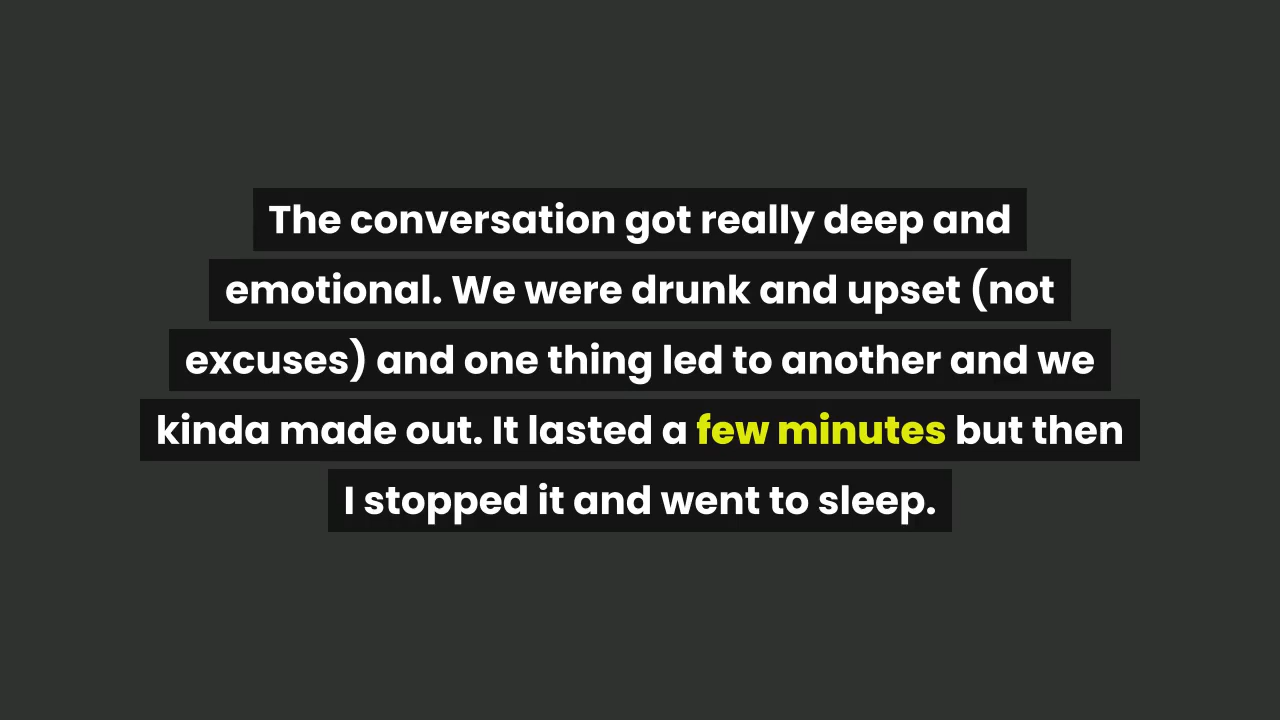 The conversation got really deep and
emotional. We were drunk and upset (not
excuses) and one thing led to another and we
kinda made out. It lasted a few minutes but then
I stopped it and went to sleep.